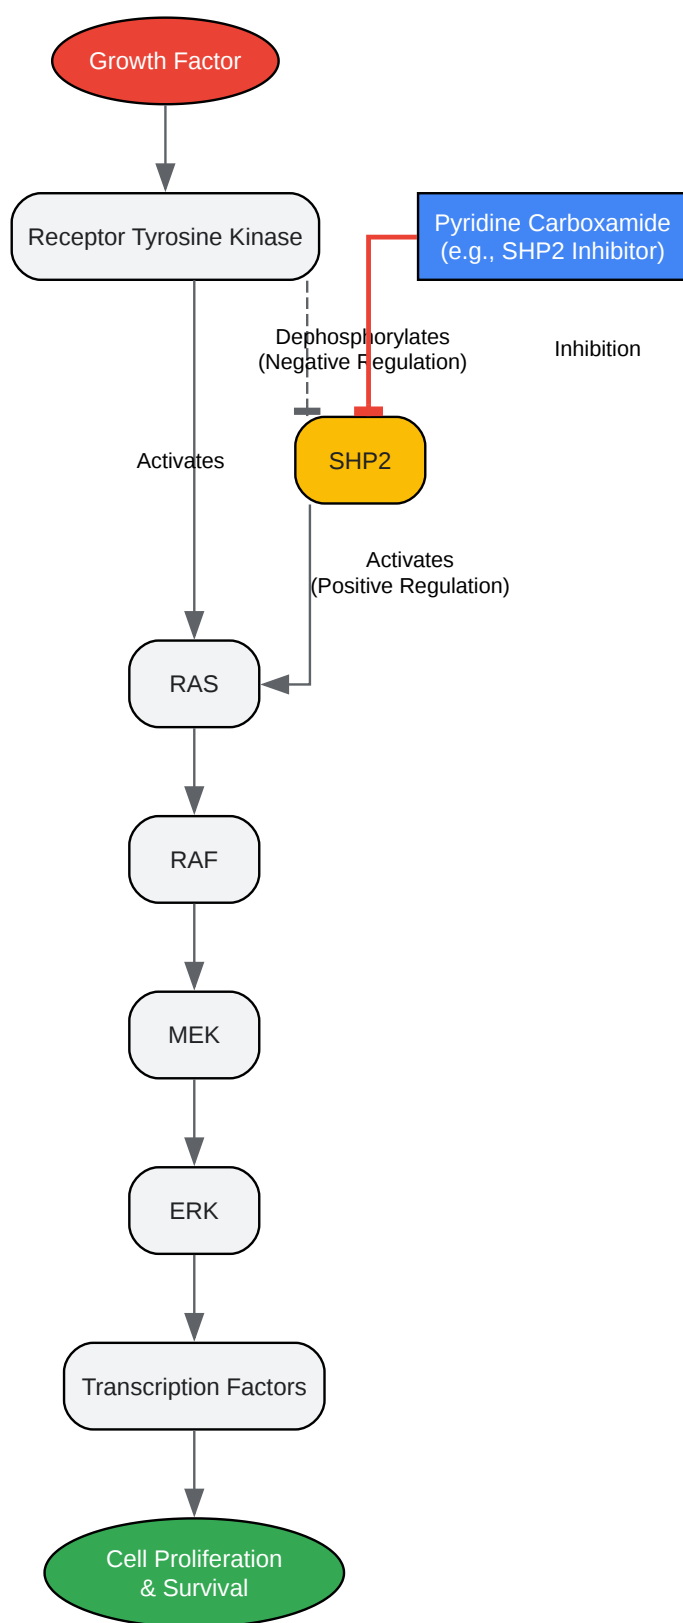 Growth Factor
Receptor Tyrosine Kinase
Pyridine Carboxamide
(e.g., SHP2 Inhibitor)
Dephosphorylates
(Negative Regulation)
Inhibition
Activates
SHP2
Activates
(Positive Regulation)
RAS
RAF
MEK
ERK
Transcription Factors
Cell Proliferation
& Survival